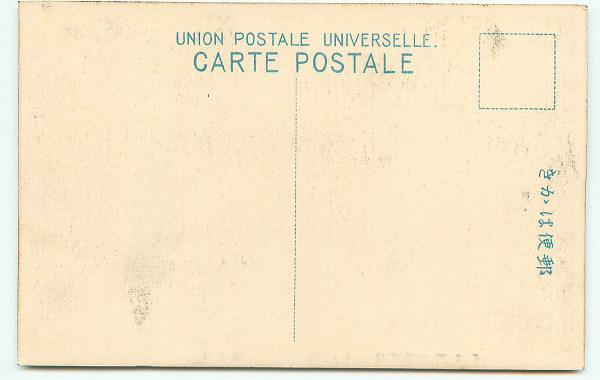 UNION POSTALE UNIVERSELLE.
CARTE POSTALE
郵便はかき